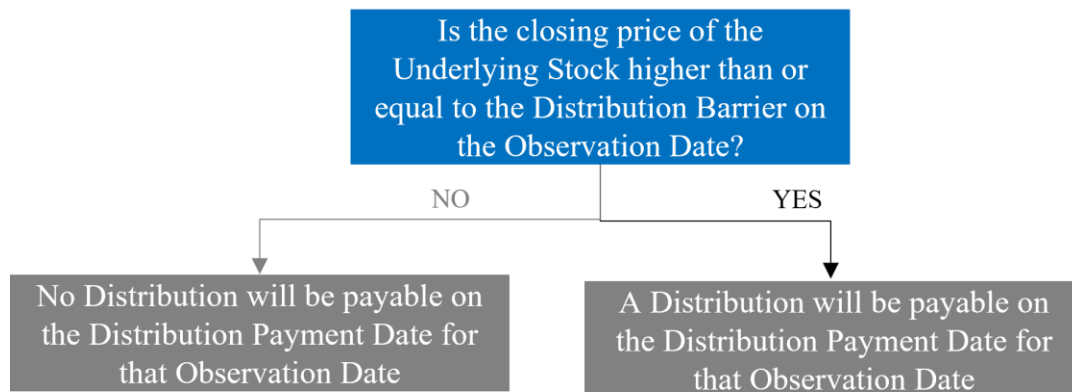 Is the closing price of the
Underlying Stock higher than or
equal to the Distribution Barrier on
the Observation Date?
NO
YES
No Distribution will be payable on
the Distribution Payment Date for
that Observation Date
A Distribution will be payable on
the Distribution Payment Date for
that Observation Date